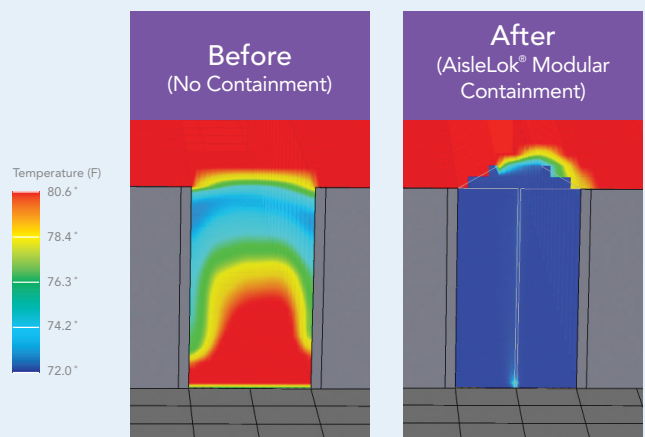 Before
(No Containment)
After
(AisleLok® Modular
Containment)
Temperature (F)
80.6˚
78.4˚
76.3˚
74.2˚
72.0˚